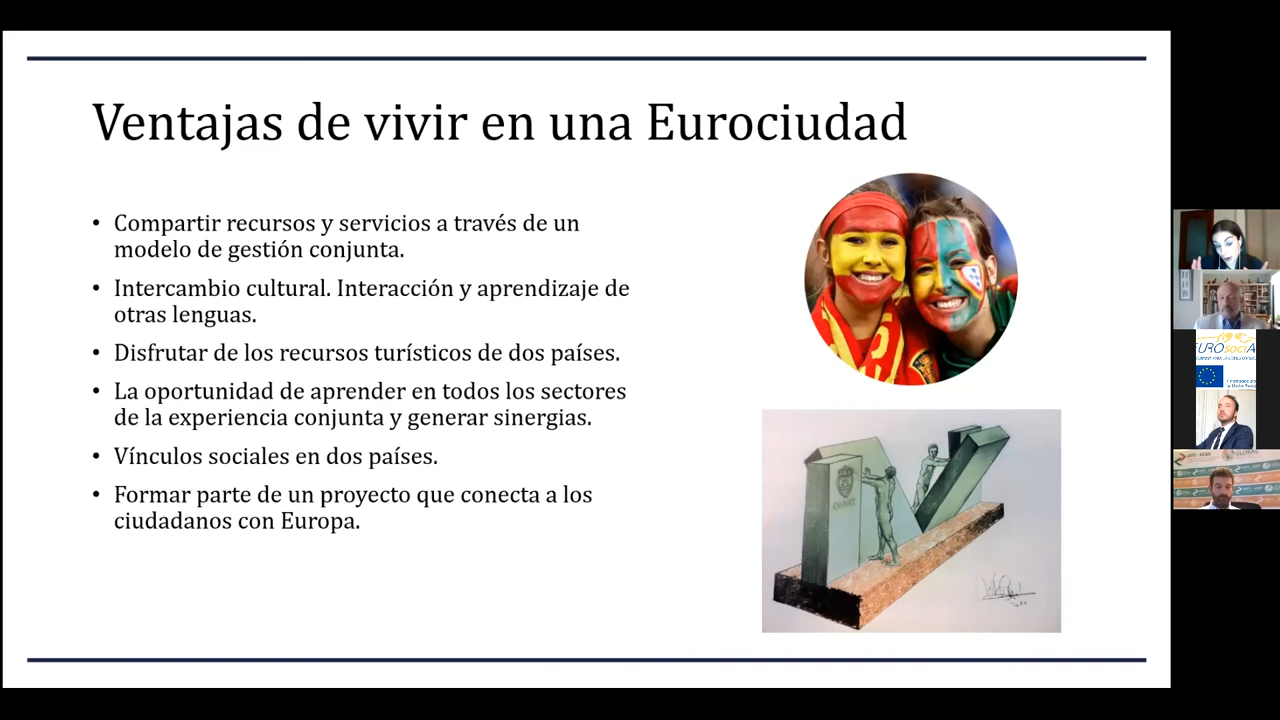 Ventajas de vivir en una Eurociudad
• Compartir recursos y servicios a través de un
modelo de gestión conjunta.
• Intercambio cultural. Interacción y aprendizaje de
otras lenguas.
• Disfrutar de los recursos turísticos de dos países.
• La oportunidad de aprender en todos los sectores
de la experiencia conjunta y generar sinergias.
• Vínculos sociales en dos países.
• Formar parte de un proyecto que conecta a los
ciudadanos con Europa.
EUROsociA
GLOBAL